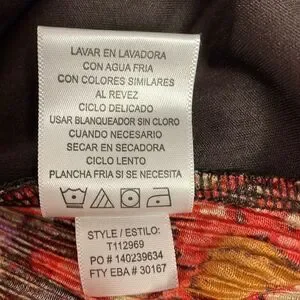 LAVAR EN LAVADORA
CON AGUA FRIA
CON COLORES SIMILARES
AL REVEZ
CICLO DELICADO
USAR BLANQUEADOR SIN CLORO
CUANDO NECESARIO
SECAR EN SECADORA
CICLO LENTO
PLANCHA FRIA SI SE NECESITA
STYLE / ESTILO:
T112969
PO # 140239634
FTY EBA # 30167